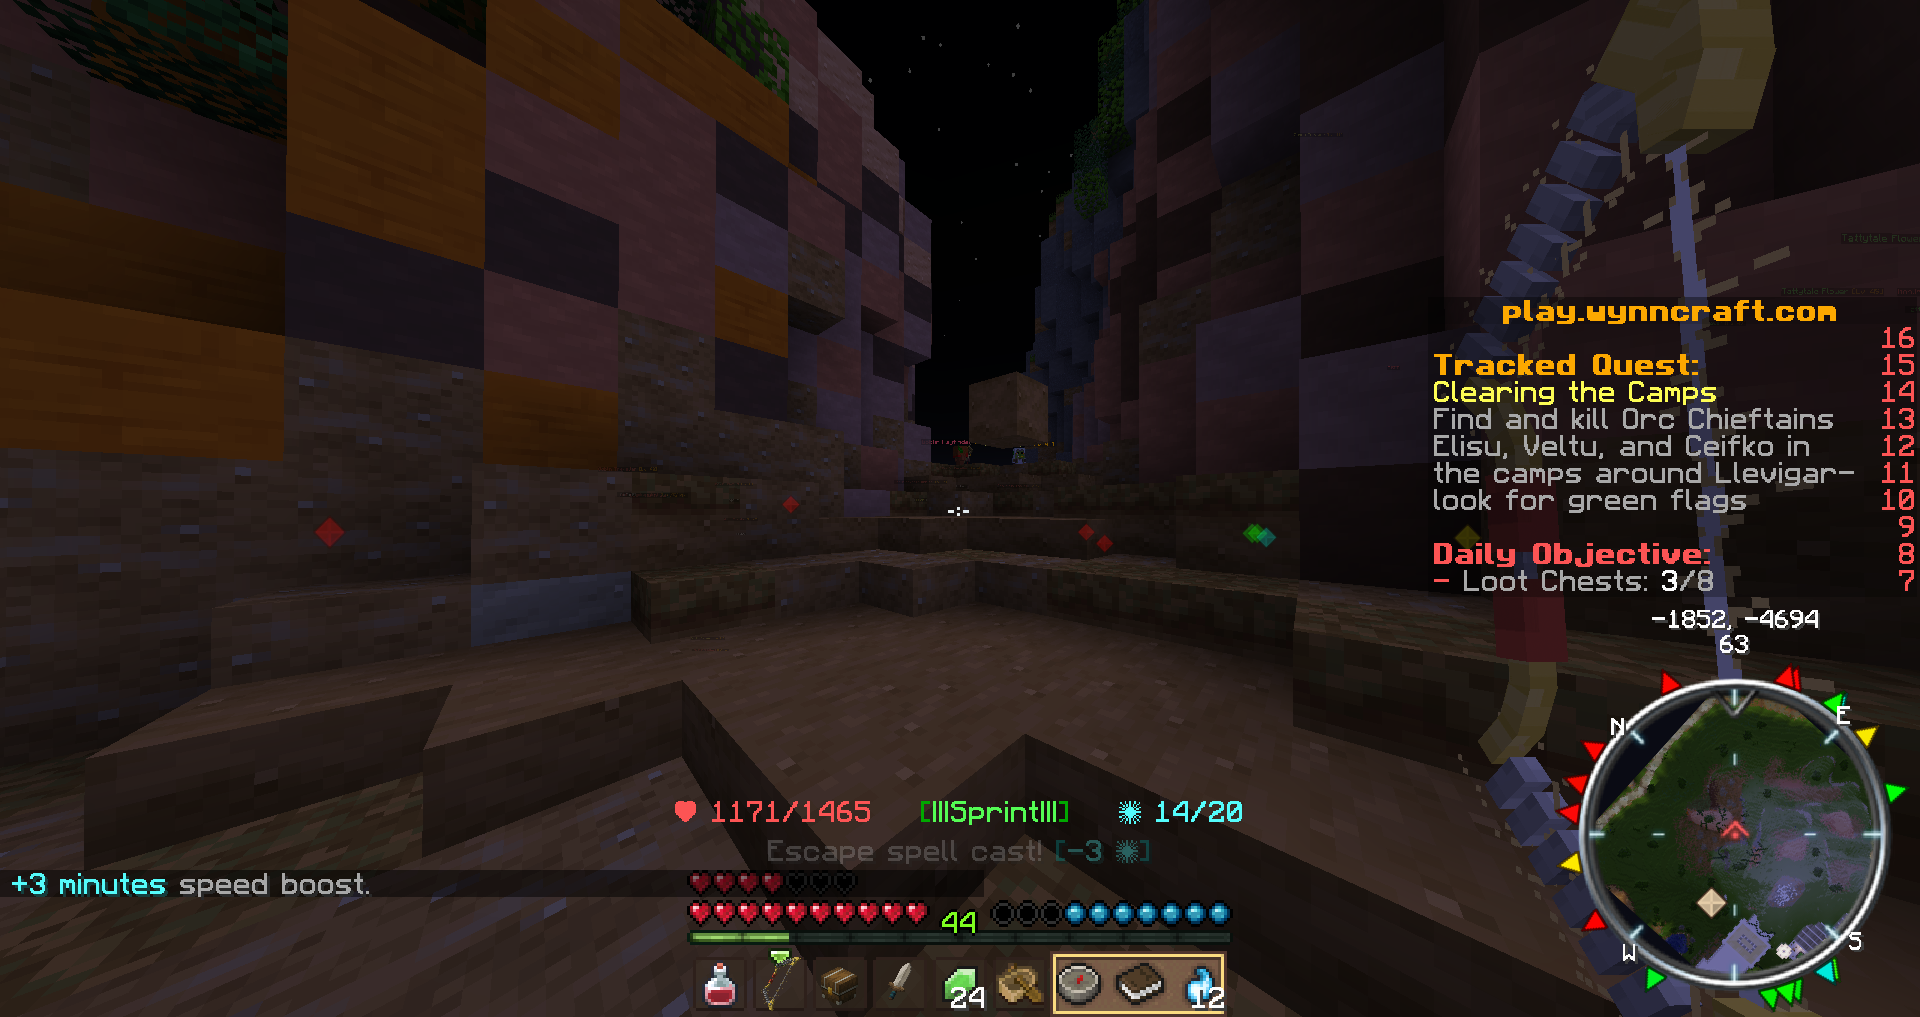 play.wynncraft.com
16
Tracked Quest: 15
Clearing the Camps 14
Find and kill Orc Chieftains 13
Elisu, Veltu, and Ceifko in 12
the camps around Llevigar- 11
look for green flags 10
9
Daily Objective: 8
- Loot Chests: 3/8 7
-1852, -4694
63
N
E
W
S
1171/1465 [|||Sprint|||] 14/20
Escape spell cast! [-3 ]
+3 minutes speed boost.
44
24
12